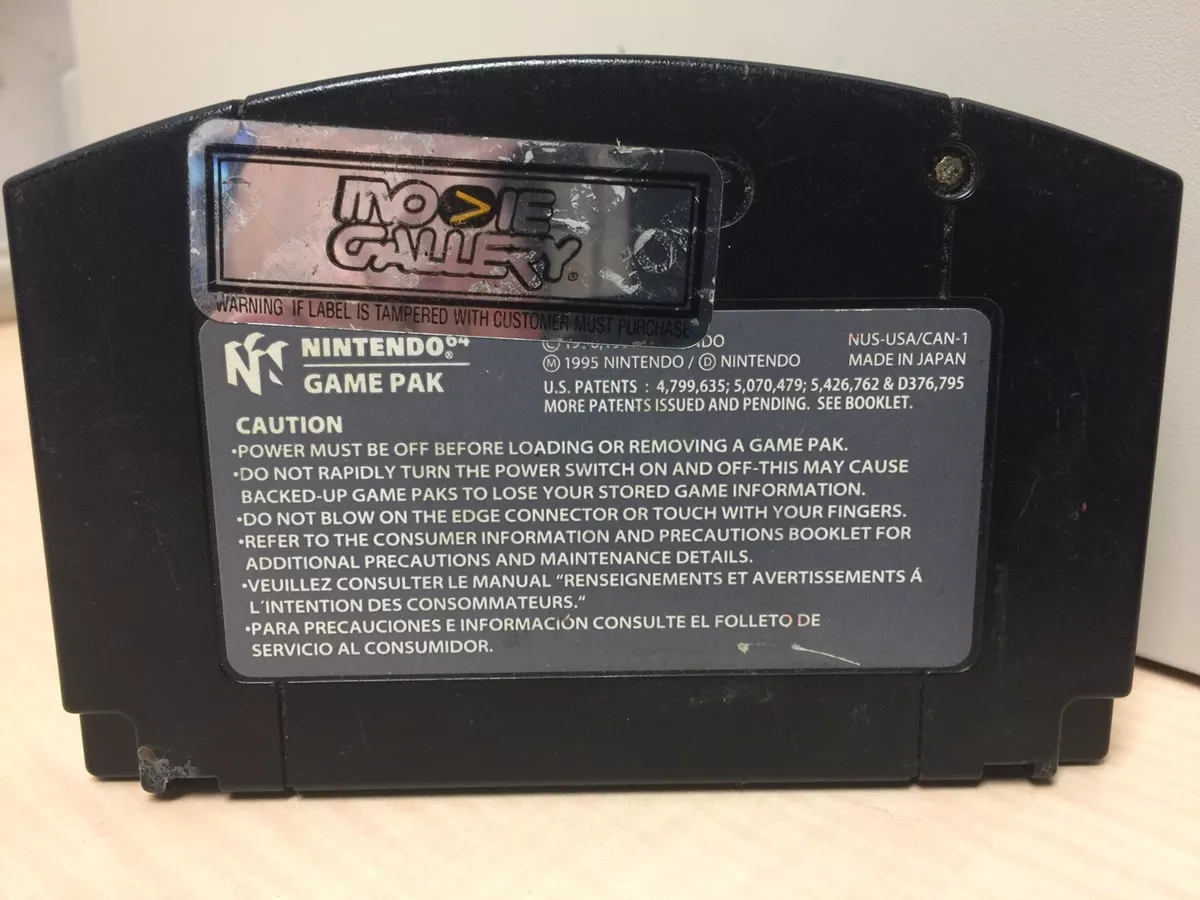 MOVIE
GALLERY®
WARNING IF LABEL IS TAMPERED WITH CUSTOMER MUST PURCHASE
NINTENDO⁶⁴®
GAME PAK
NUS-USA/CAN-1
Ⓜ 1995 NINTENDO / Ⓓ NINTENDO
MADE IN JAPAN
U.S. PATENTS : 4,799,635; 5,070,479; 5,426,762 & D376,795
MORE PATENTS ISSUED AND PENDING. SEE BOOKLET.
CAUTION
•POWER MUST BE OFF BEFORE LOADING OR REMOVING A GAME PAK.
•DO NOT RAPIDLY TURN THE POWER SWITCH ON AND OFF-THIS MAY CAUSE
BACKED-UP GAME PAKS TO LOSE YOUR STORED GAME INFORMATION.
•DO NOT BLOW ON THE EDGE CONNECTOR OR TOUCH WITH YOUR FINGERS.
•REFER TO THE CONSUMER INFORMATION AND PRECAUTIONS BOOKLET FOR
ADDITIONAL PRECAUTIONS AND MAINTENANCE DETAILS.
•VEUILLEZ CONSULTER LE MANUAL “RENSEIGNEMENTS ET AVERTISSEMENTS Á
L´INTENTION DES CONSOMMATEURS.“
•PARA PRECAUCIONES E INFORMACIÓN CONSULTE EL FOLLETO DE
SERVICIO AL CONSUMIDOR.